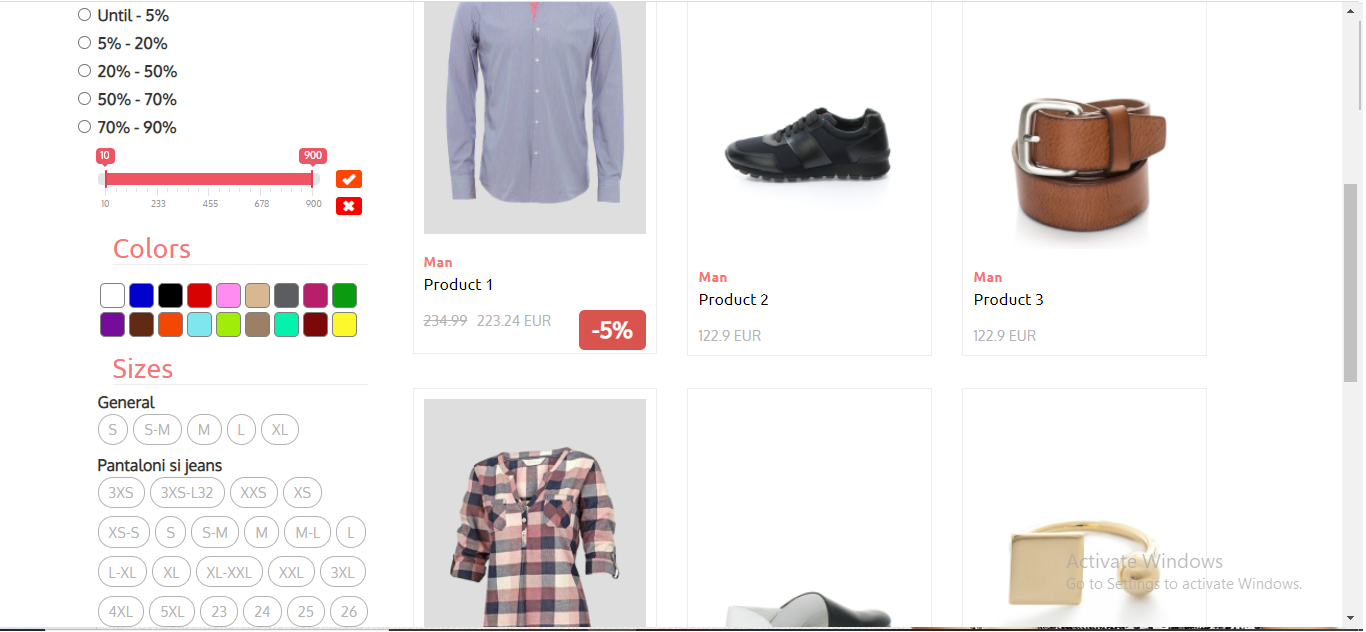 Until - 5%
5% - 20%
20% - 50%
50% - 70%
70% - 90%
10 900
10 233 455 678 900
Colors
Sizes
General
S S-M M L XL
Pantaloni si jeans
3XS 3XS-L32 XXS XS
XS-S S S-M M M-L L
L-XL XL XL-XXL XXL 3XL
4XL 5XL 23 24 25 26
Man
Product 1
234.99 223.24 EUR
-5%
Man
Product 2
122.9 EUR
Man
Product 3
122.9 EUR
Activate Windows
Go to Settings to activate Windows.